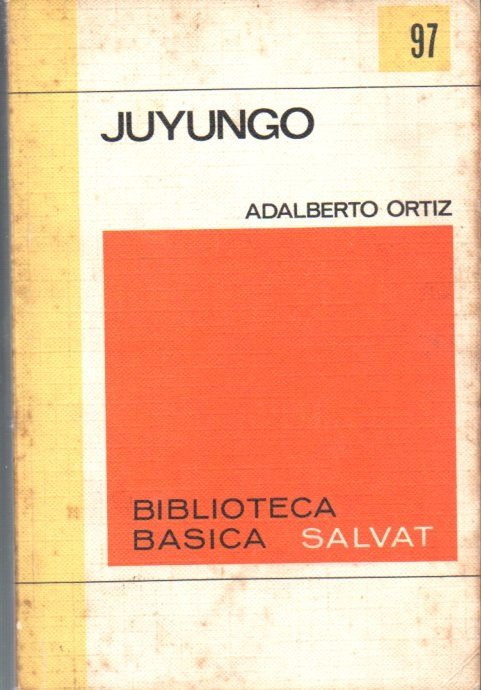 97
JUYUNGO
ADALBERTO ORTIZ
BIBLIOTECA
BASICA SALVAT